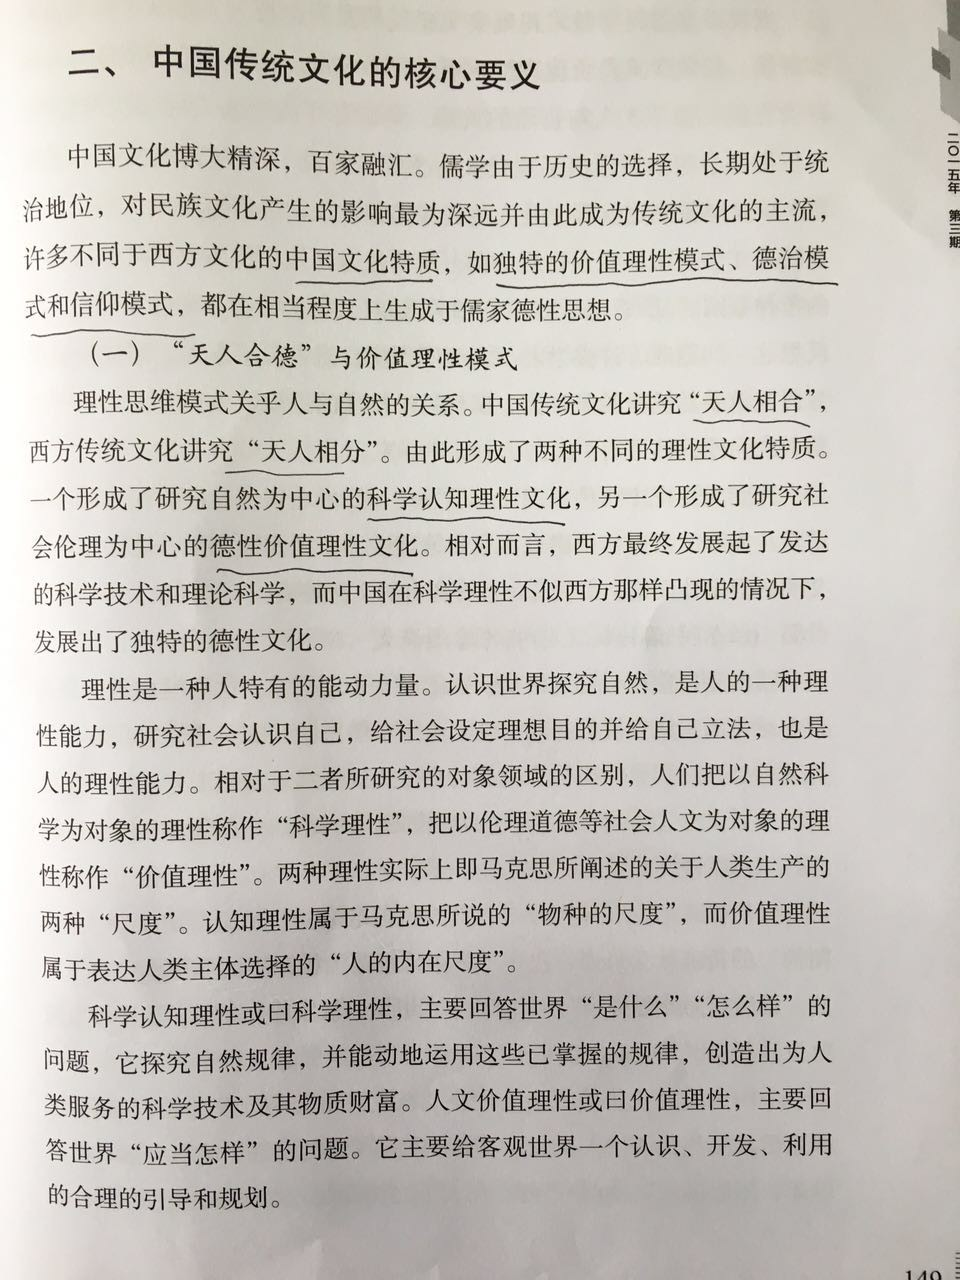 二、中国传统文化的核心要义
二〇一五年 第三期
中国文化博大精深，百家融汇。儒学由于历史的选择，长期处于统
治地位，对民族文化产生的影响最为深远并由此成为传统文化的主流，
许多不同于西方文化的中国文化特质，如独特的价值理性模式、德治模
式和信仰模式，都在相当程度上生成于儒家德性思想。
（一）“天人合德”与价值理性模式
理性思维模式关乎人与自然的关系。中国传统文化讲究“天人相合”，
西方传统文化讲究“天人相分”。由此形成了两种不同的理性文化特质。
一个形成了研究自然为中心的科学认知理性文化，另一个形成了研究社
会伦理为中心的德性价值理性文化。相对而言，西方最终发展起了发达
的科学技术和理论科学，而中国在科学理性不似西方那样凸现的情况下，
发展出了独特的德性文化。
理性是一种人特有的能动力量。认识世界探究自然，是人的一种理
性能力，研究社会认识自己，给社会设定理想目的并给自己立法，也是
人的理性能力。相对于二者所研究的对象领域的区别，人们把以自然科
学为对象的理性称作“科学理性”，把以伦理道德等社会人文为对象的理
性称作“价值理性”。两种理性实际上即马克思所阐述的关于人类生产的
两种“尺度”。认知理性属于马克思所说的“物种的尺度”，而价值理性
属于表达人类主体选择的“人的内在尺度”。
科学认知理性或曰科学理性，主要回答世界“是什么”“怎么样”的
问题，它探究自然规律，并能动地运用这些已掌握的规律，创造出为人
类服务的科学技术及其物质财富。人文价值理性或曰价值理性，主要回
答世界“应当怎样”的问题。它主要给客观世界一个认识、开发、利用
的合理的引导和规划。
149